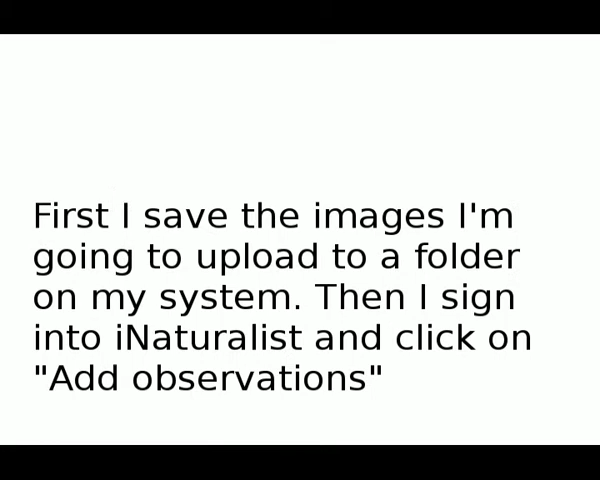 First I save the images I'm
going to upload to a folder
on my system. Then I sign
into iNaturalist and click on
"Add observations"